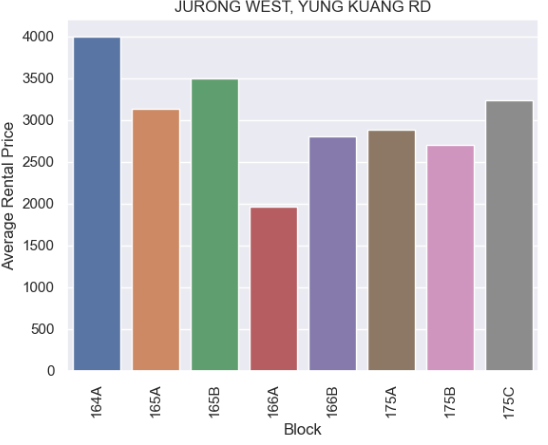 JURONG WEST, YUNG KUANG RD
4000
3500
3000
2500
2000
1500
1000
500
0
Average Rental Price
164A
165A
165B
166A
166B
175A
175B
175C
Block